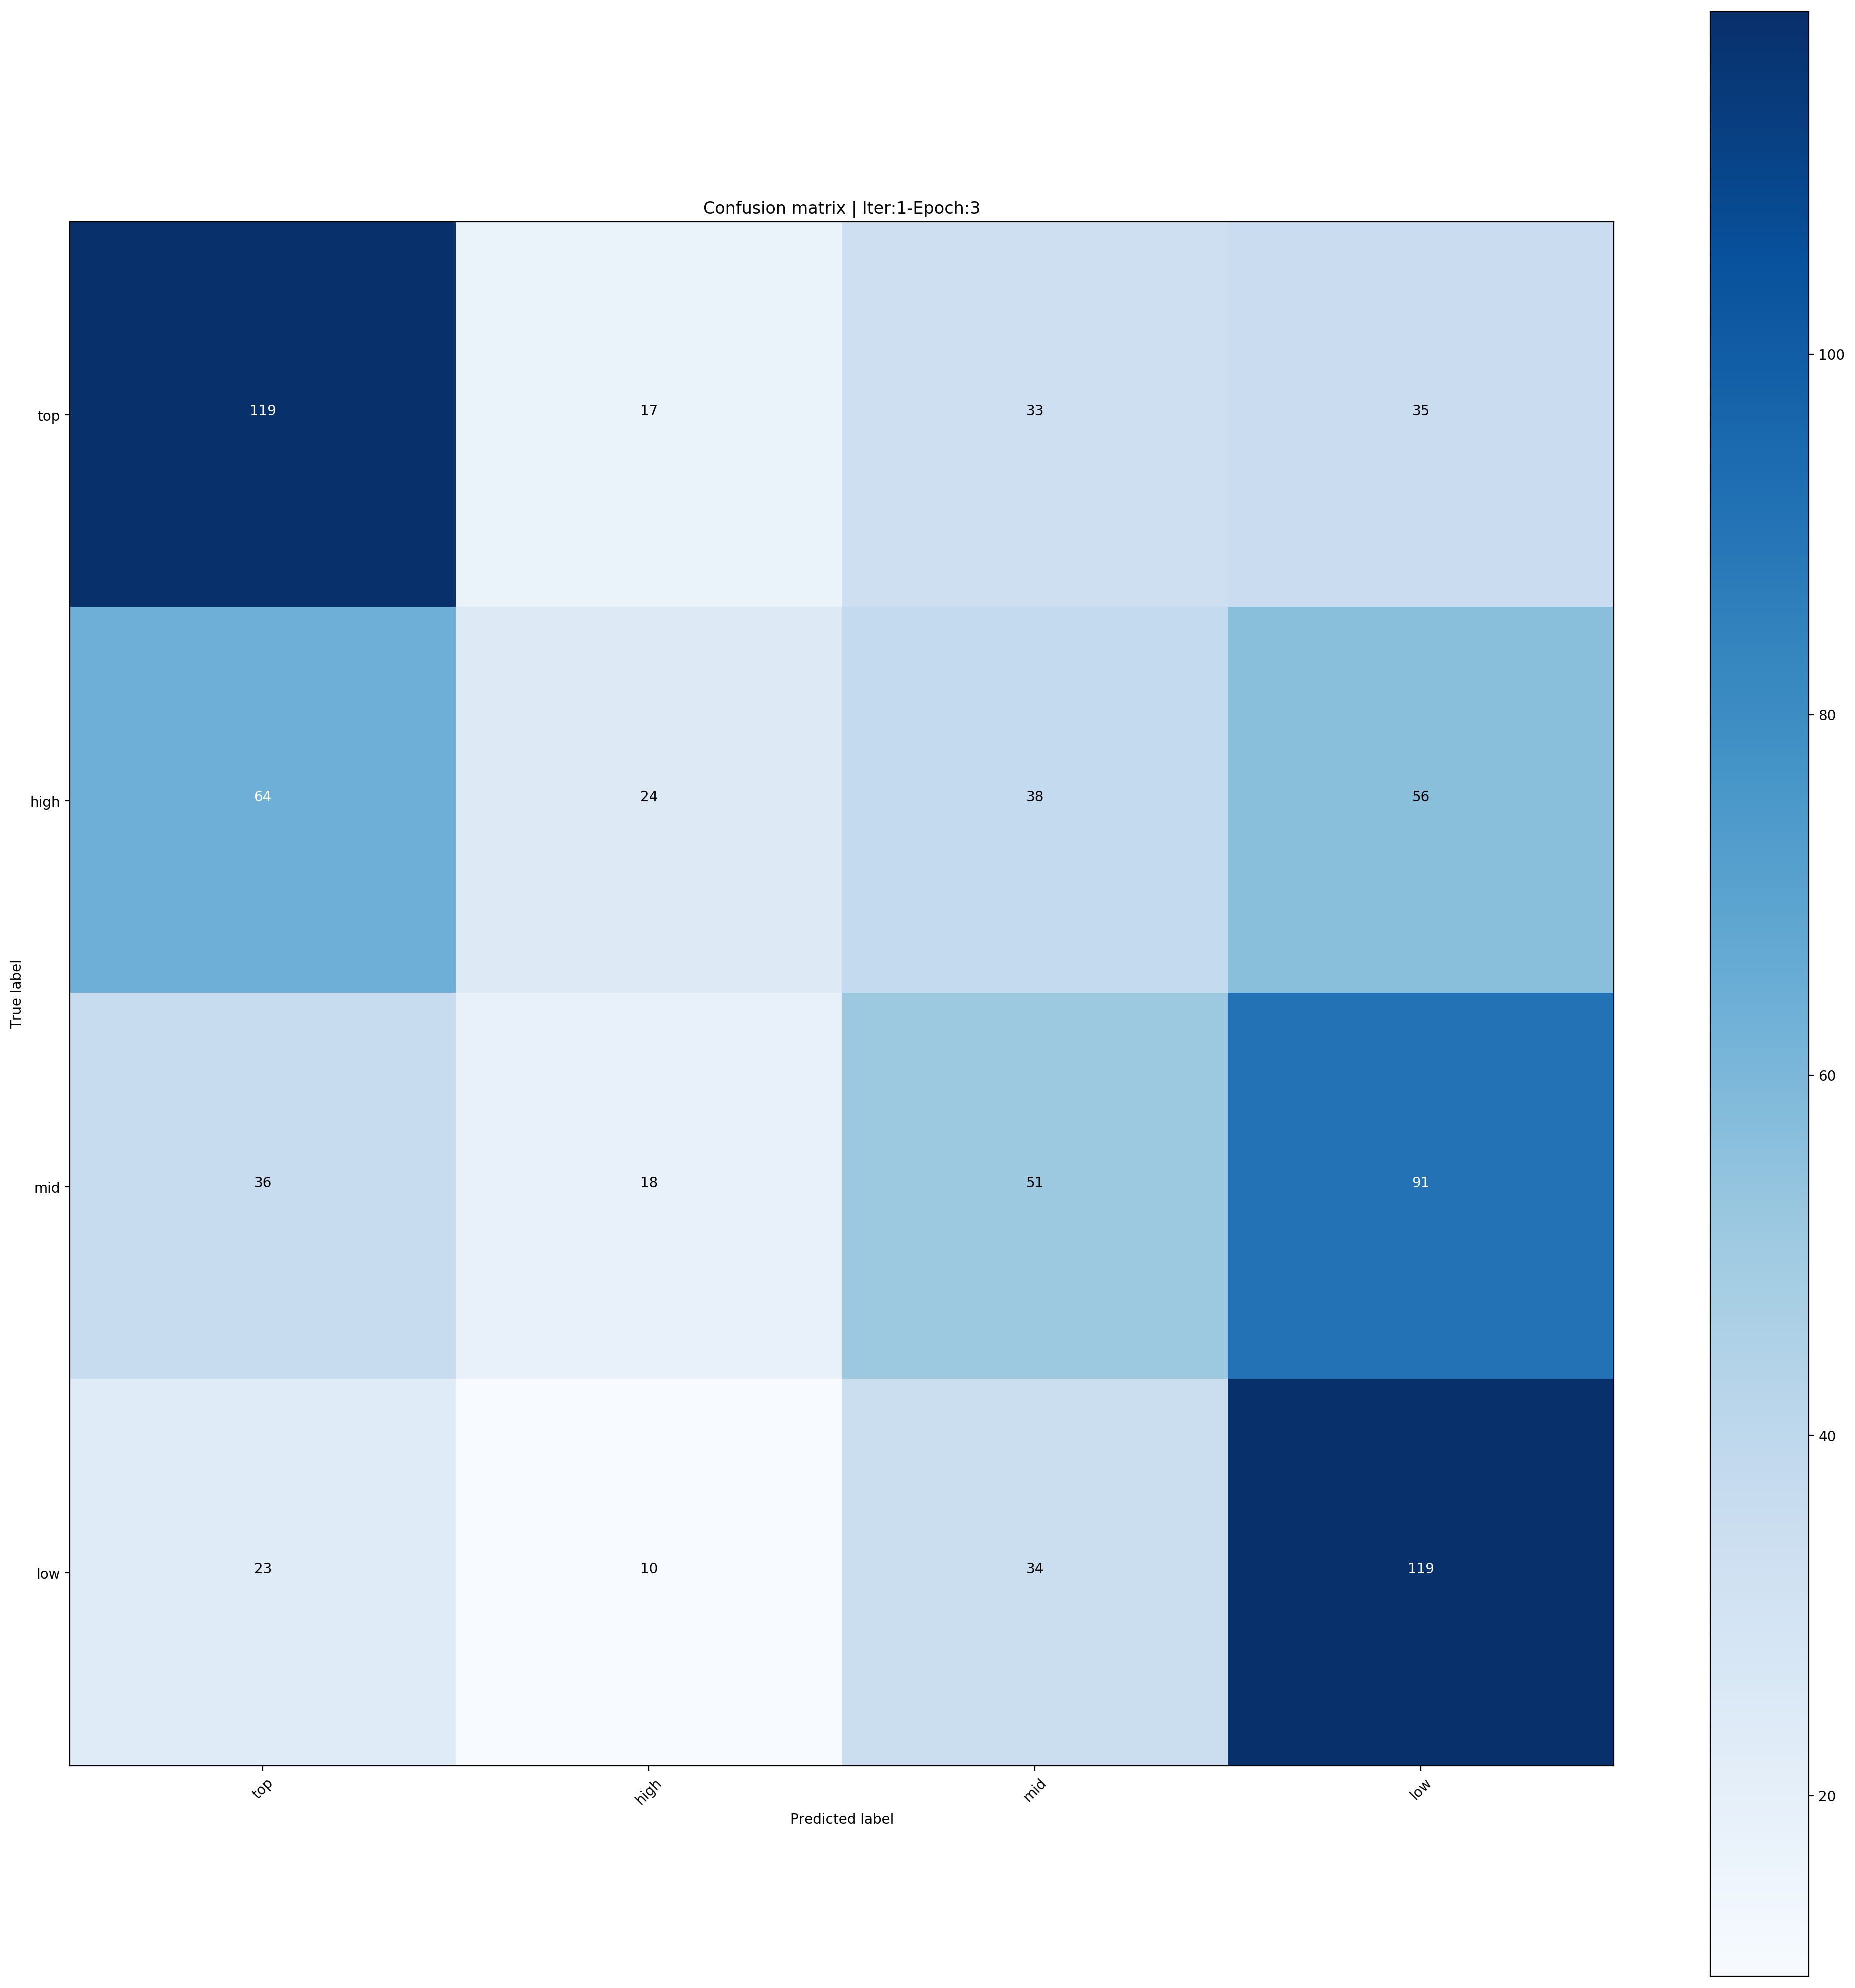 Confusion matrix | Iter:1-Epoch:3
True label
top
119 17 33 35
high
64 24 38 56
mid
36 18 51 91
low
23 10 34 119
top high mid low
Predicted label
100
80
60
40
20